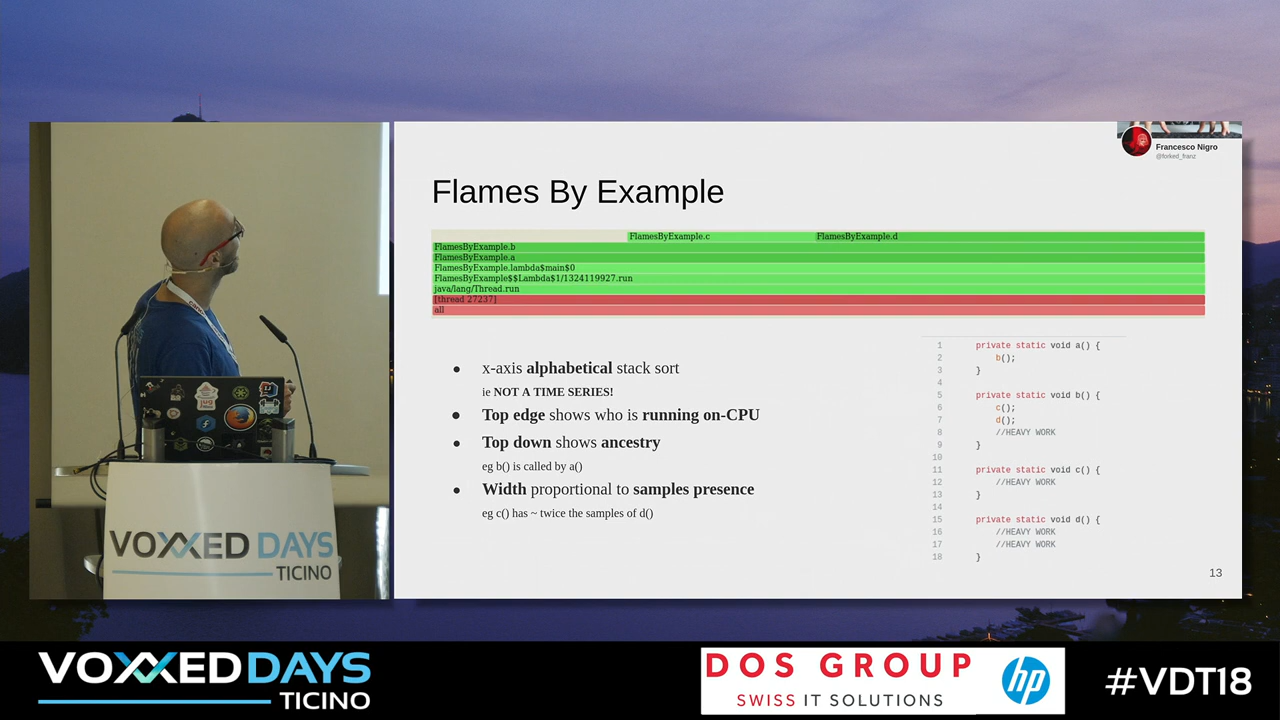 Francesco Nigro
@forked_franz
Flames By Example
FlamesByExample.c
FlamesByExample.d
FlamesByExample.b
FlamesByExample.a
FlamesByExample.lambda$main$0
FlamesByExample$$Lambda$1/1324119927.run
java/lang/Thread.run
[thread 27237]
all
● x-axis alphabetical stack sort
ie NOT A TIME SERIES!
● Top edge shows who is running on-CPU
● Top down shows ancestry
eg b() is called by a()
● Width proportional to samples presence
eg c() has ~ twice the samples of d()
1 private static void a() {
2 b();
3 }
4
5 private static void b() {
6 c();
7 d();
8 //HEAVY WORK
9 }
10
11 private static void c() {
12 //HEAVY WORK
13 }
14
15 private static void d() {
16 //HEAVY WORK
17 //HEAVY WORK
18 }
13
VOXXED DAYS
TICINO
VOXXED DAYS
TICINO
DOS GROUP
SWISS IT SOLUTIONS
hp
#VDT18